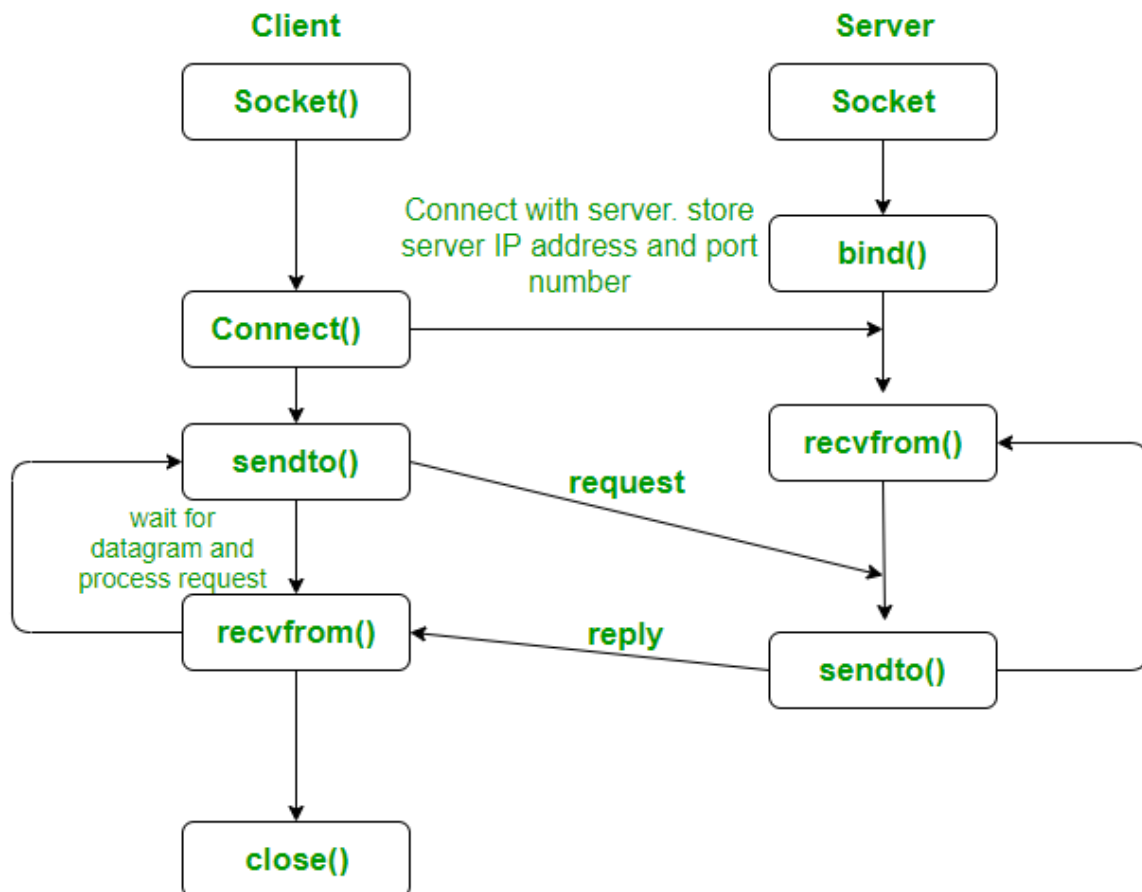 Client
Server
Socket()
Socket
Connect with server. store
server IP address and port
number
bind()
Connect()
sendto()
recvfrom()
request
wait for
datagram and
process request
recvfrom()
reply
sendto()
close()